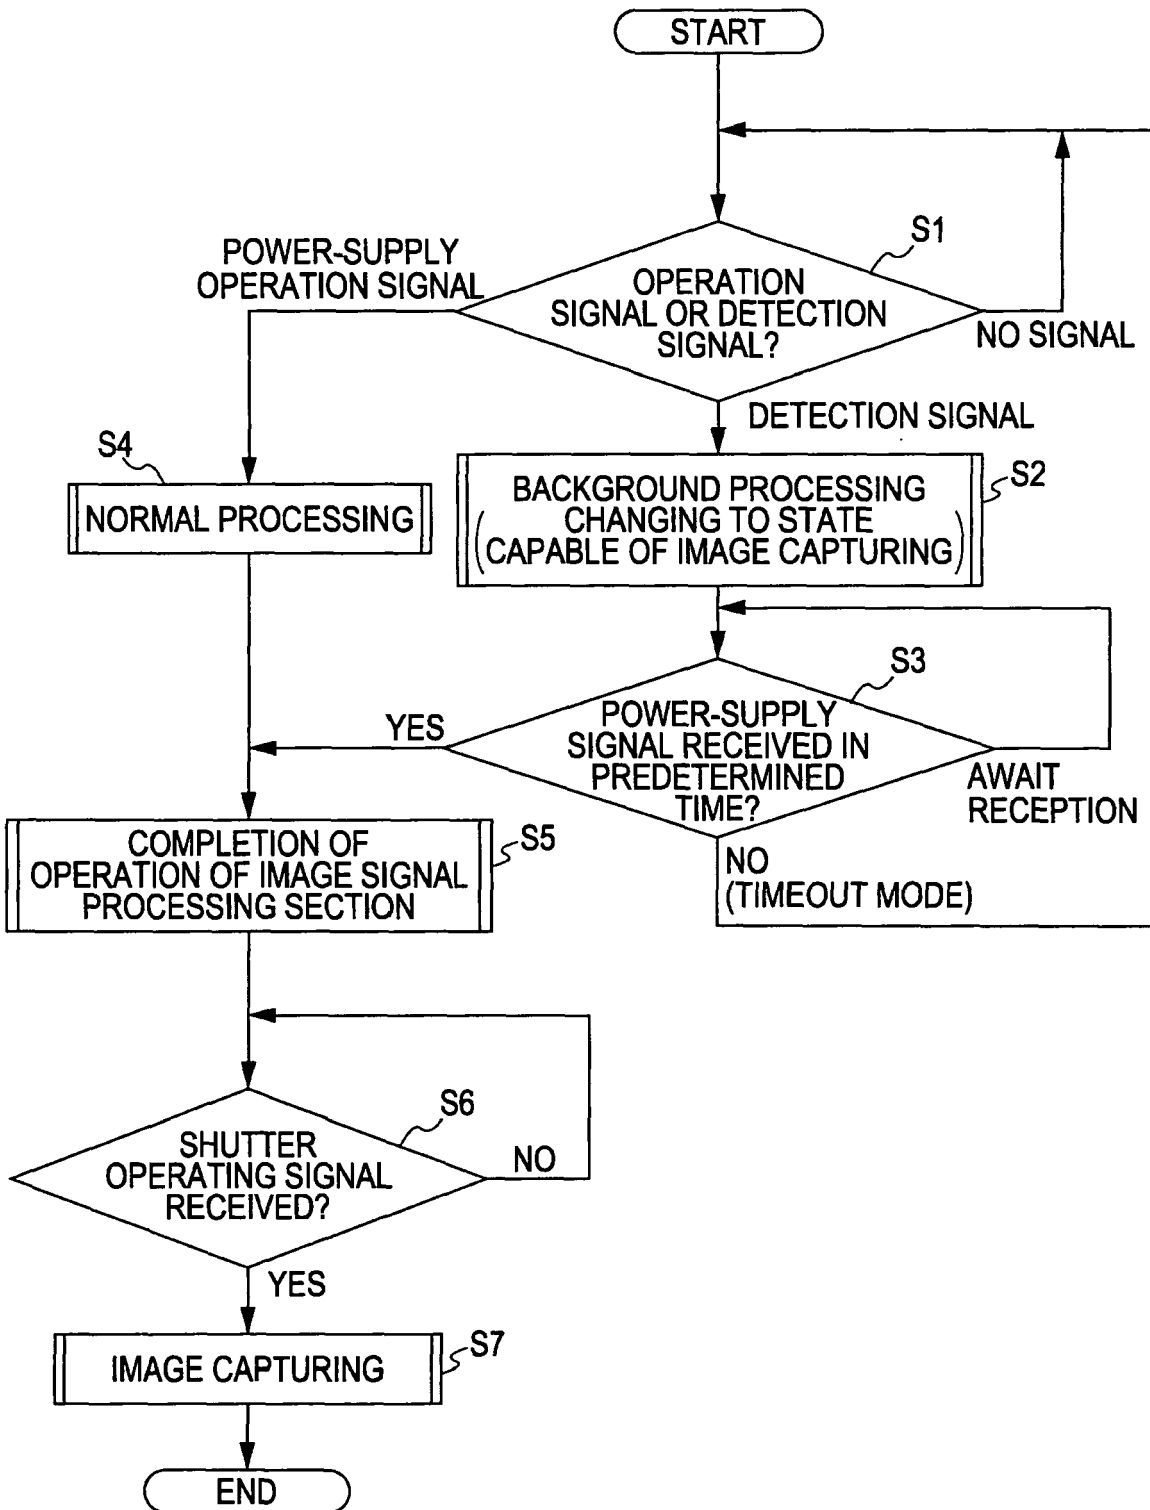 START
S1
POWER-SUPPLY
OPERATION SIGNAL
OPERATION
SIGNAL OR DETECTION
SIGNAL?
NO SIGNAL
DETECTION SIGNAL
S4
NORMAL PROCESSING
S2
BACKGROUND PROCESSING
CHANGING TO STATE
(CAPABLE OF IMAGE CAPTURING)
S3
YES
POWER-SUPPLY
SIGNAL RECEIVED IN
PREDETERMINED
TIME?
AWAIT
RECEPTION
NO
(TIMEOUT MODE)
COMPLETION OF
OPERATION OF IMAGE SIGNAL
PROCESSING SECTION
S5
S6
SHUTTER
OPERATING SIGNAL
RECEIVED?
NO
YES
IMAGE CAPTURING
S7
END